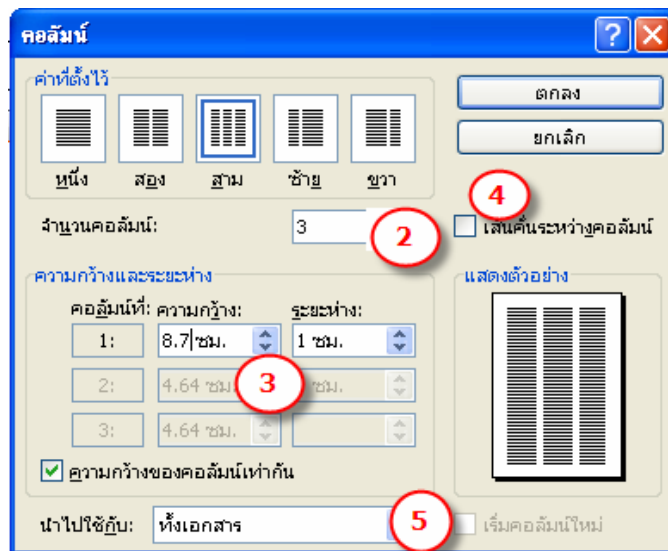 คอลัมน์
ค่าที่ตั้งไว้
หนึ่ง สอง สาม ซ้าย ขวา
ตกลง
ยกเลิก
จำนวนคอลัมน์: 3
2
4
เส้นคั่นระหว่างคอลัมน์
ความกว้างและระยะห่าง
คอลัมน์ที่: ความกว้าง: ระยะห่าง:
1: 8.7 ซม. 1 ซม.
2: 4.64 ซม.
3
3: 4.64 ซม.
ความกว้างของคอลัมน์เท่ากัน
แสดงตัวอย่าง
นำไปใช้กับ: ทั้งเอกสาร
5
เริ่มคอลัมน์ใหม่